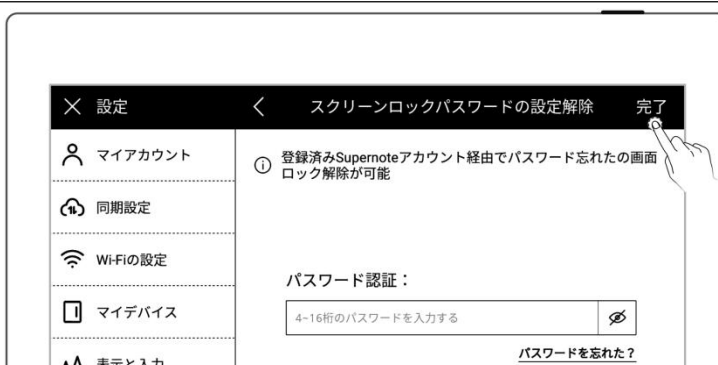 設定
スクリーンロックパスワードの設定解除
完了
マイアカウント
登録済みSupernoteアカウント経由でパスワード忘れたの画面
ロック解除が可能
同期設定
Wi-Fiの設定
パスワード認証：
マイデバイス
4~16桁のパスワードを入力する
パスワードを忘れた？
表示と入力